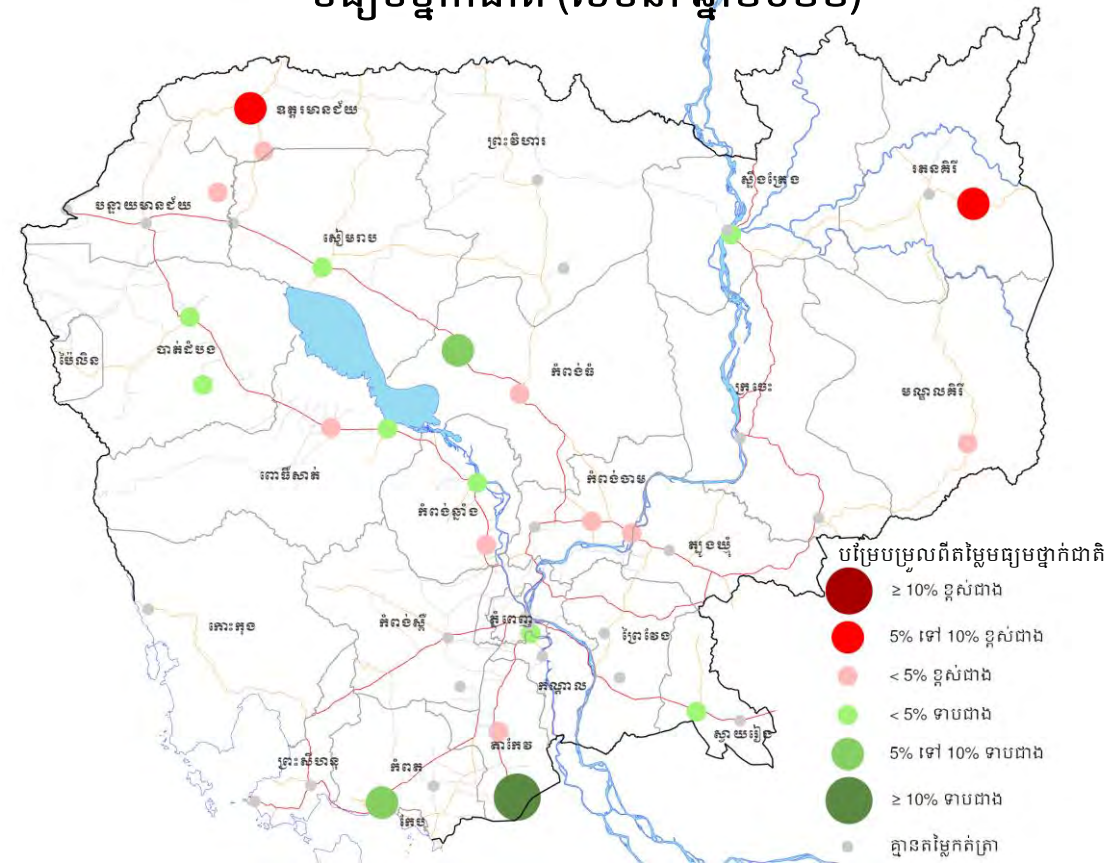 ឧត្តរមានជ័យ
ព្រះវិហារ
ស្ទឹងត្រែង
រតនគិរី
បន្ទាយមានជ័យ
សៀមរាប
ប៉ៃលិន
បាត់ដំបង
កំពង់ធំ
ក្រចេះ
មណ្ឌលគិរី
ពោធិ៍សាត់
កំពង់ចាម
កំពង់ឆ្នាំង
ត្បូងឃ្មុំ
កោះកុង
កំពង់ស្ពឺ
ភ្នំពេញ
ព្រៃវែង
កណ្តាល
តាកែវ
ស្វាយរៀង
ព្រះសីហនុ
កំពត
កែប
បម្រែបម្រួលពីតម្លៃមធ្យមថ្នាក់ជាតិ
≥ 10% ខ្ពស់ជាង
5% ទៅ 10% ខ្ពស់ជាង
< 5% ខ្ពស់ជាង
< 5% ទាបជាង
5% ទៅ 10% ទាបជាង
≥ 10% ទាបជាង
គ្មានតម្លៃកត់ត្រា